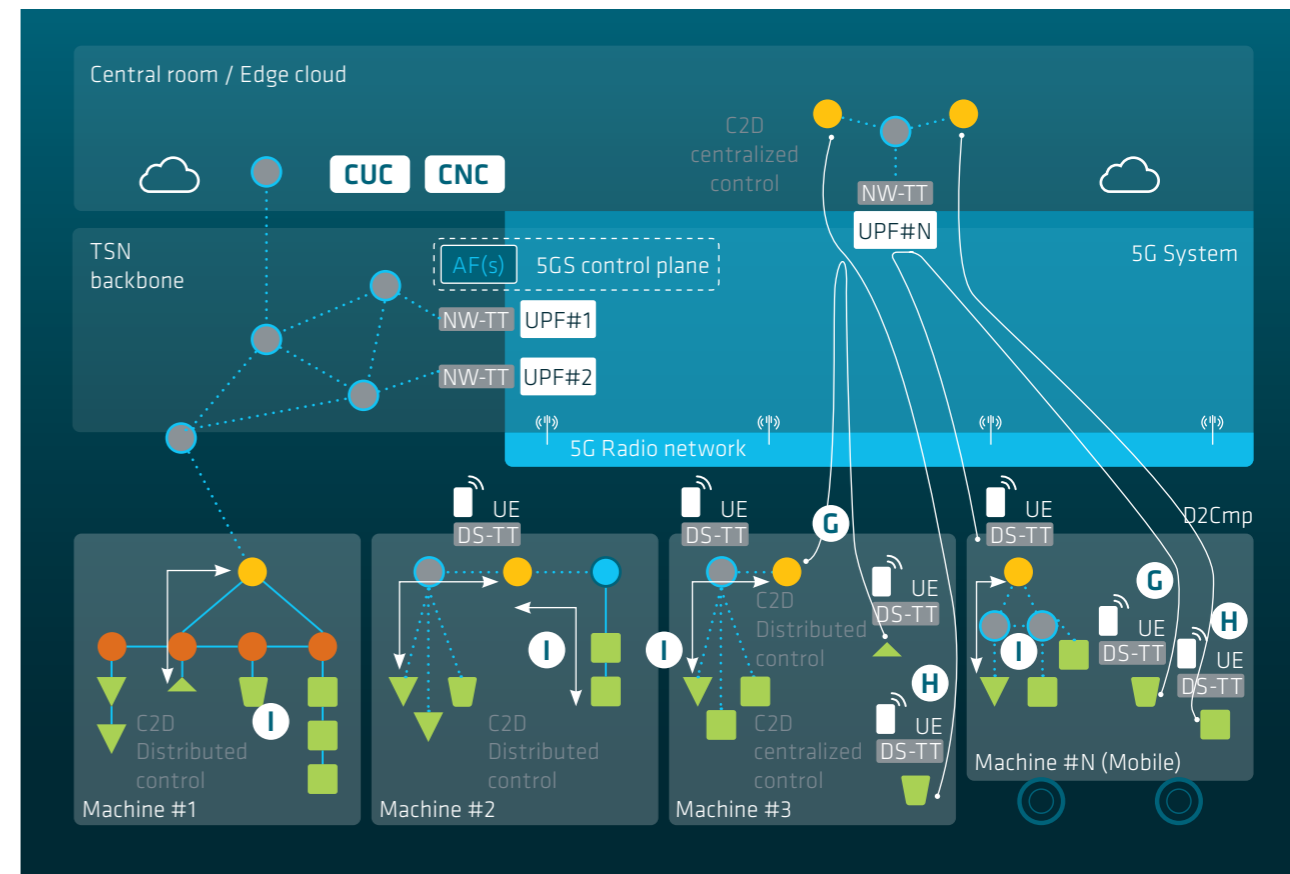 Central room / Edge cloud
C2D
centralized
control
CUC
CNC
NW-TT
UPF#N
TSN
backbone
AF(s)
5GS control plane
5G System
NW-TT
UPF#1
NW-TT
UPF#2
5G Radio network
UE
DS-TT
UE
DS-TT
G
UE
DS-TT
D2Cmp
C2D
Distributed
control
UE
DS-TT
G
UE
DS-TT
H
UE
DS-TT
I
I
I
I
H
C2D
Distributed
control
C2D
Distributed
control
C2D
centralized
control
UE
DS-TT
Machine #1
Machine #2
Machine #3
Machine #N (Mobile)